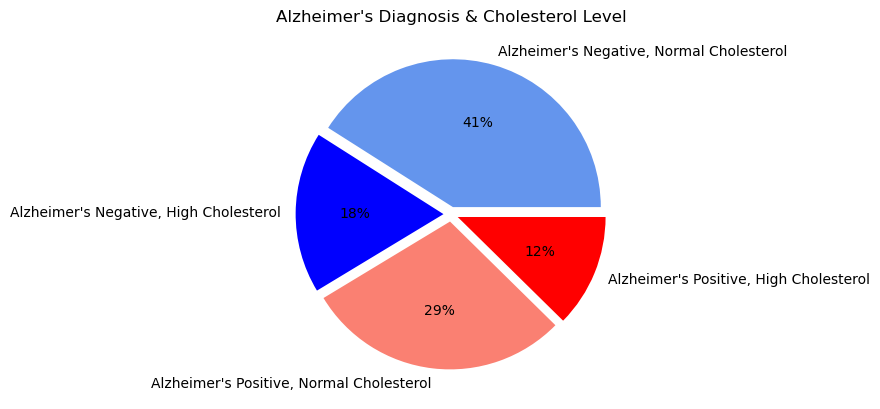 Alzheimer's Diagnosis & Cholesterol Level
Alzheimer's Negative, Normal Cholesterol
41%
Alzheimer's Negative, High Cholesterol
18%
12%
Alzheimer's Positive, High Cholesterol
29%
Alzheimer's Positive, Normal Cholesterol